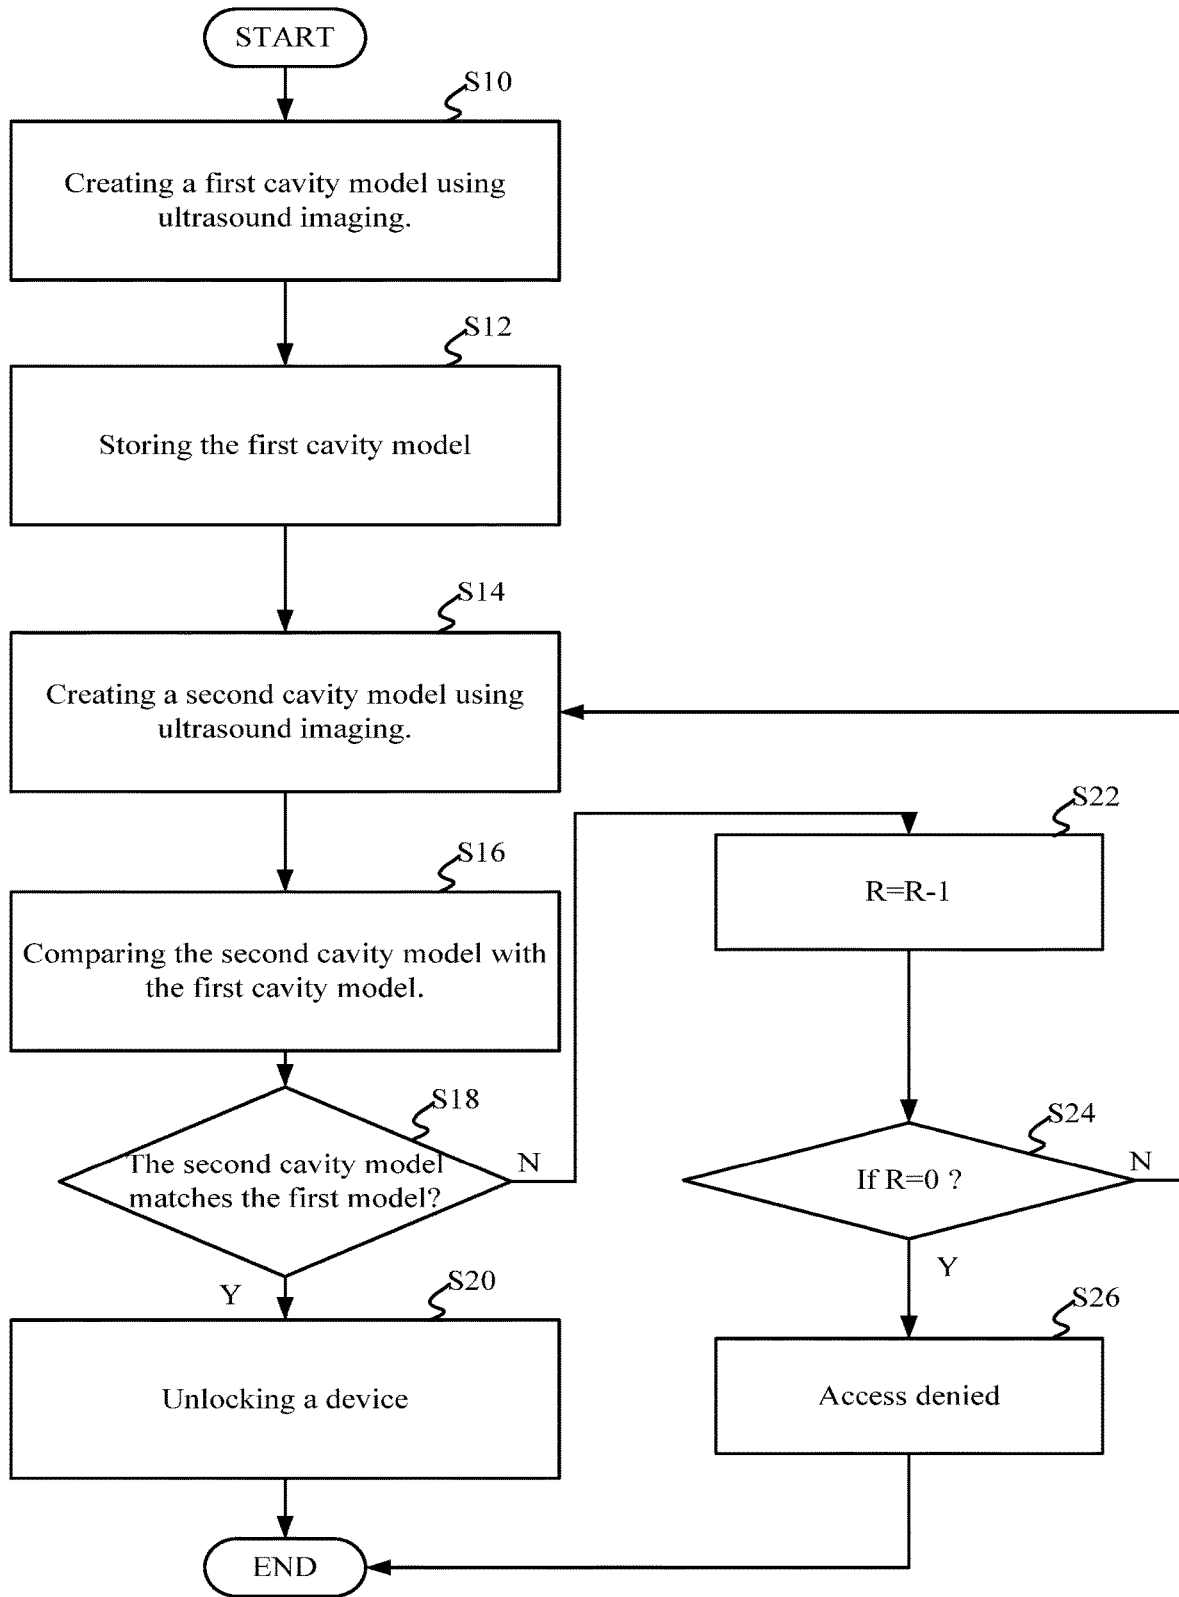 START
S10
Creating a first cavity model using
ultrasound imaging.
S12
Storing the first cavity model
S14
Creating a second cavity model using
ultrasound imaging.
S16
Comparing the second cavity model with
the first cavity model.
S18
The second cavity model
matches the first model?
N
Y
S20
Unlocking a device
END
S22
R=R-1
S24
If R=0 ?
N
Y
S26
Access denied